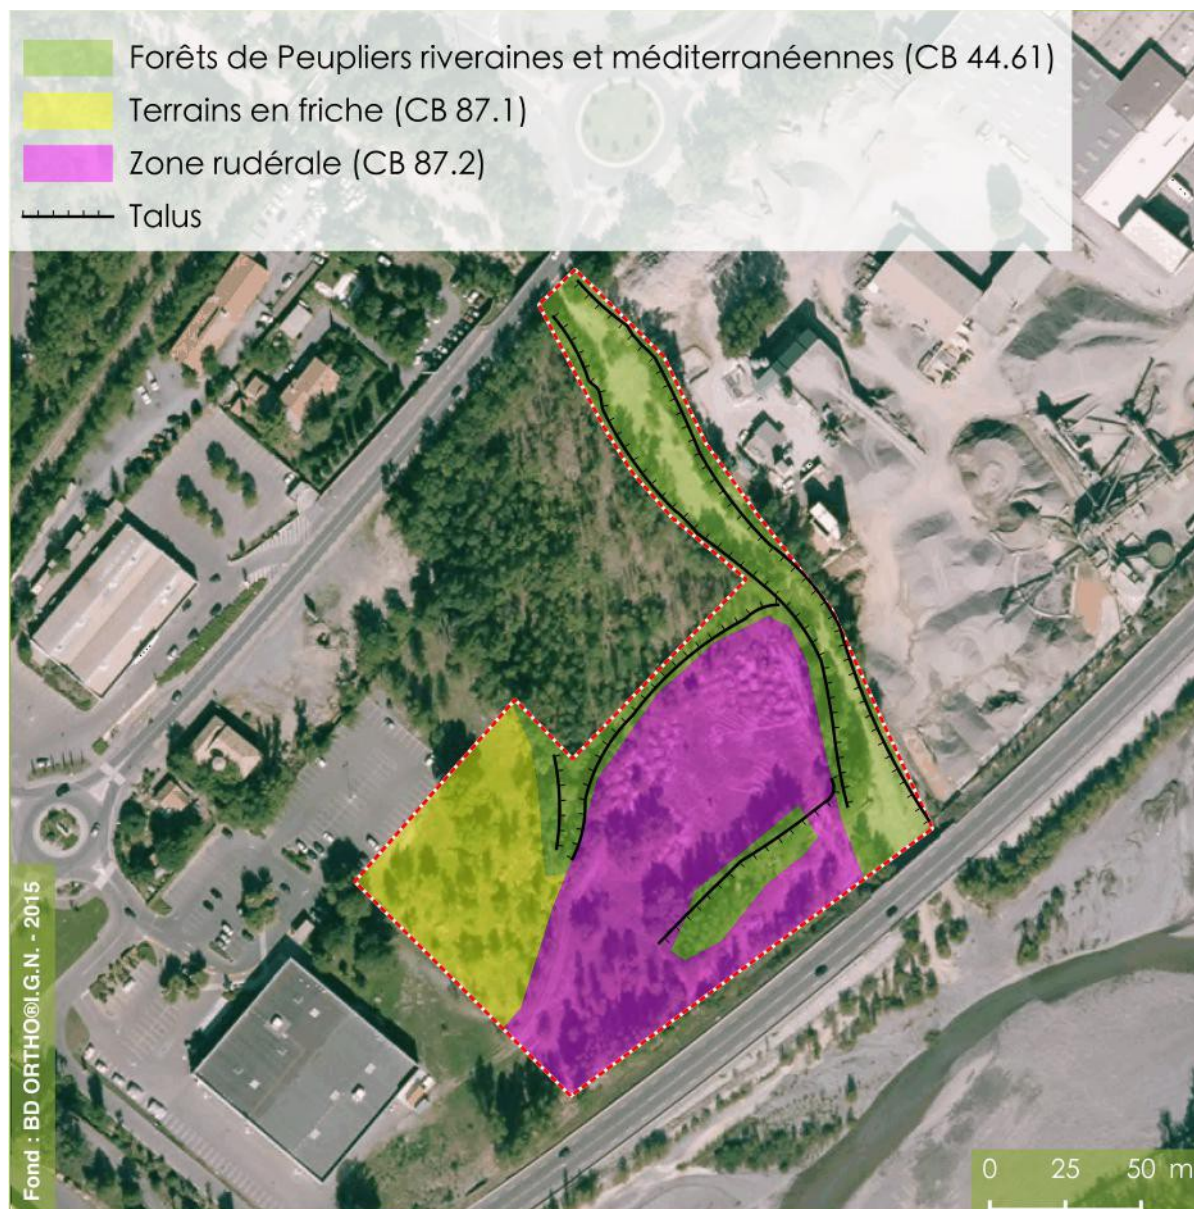 Forêts de Peupliers riveraines et méditerranéennes (CB 44.61)
Terrains en friche (CB 87.1)
Zone rudérale (CB 87.2)
Talus
Fond : BD ORTHO®I.G.N. - 2015
0 25 50 m